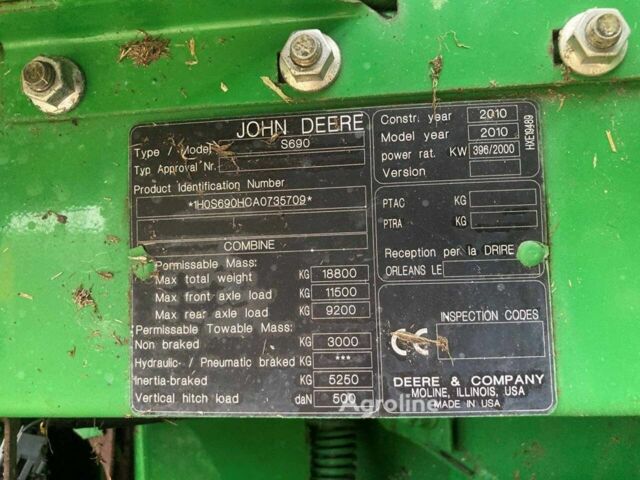 JOHN DEERE
Type / Model S690
Typ Approval Nr.
Product Identification Number
*1H0S690HCA0735709*
COMBINE
Permissable Mass:
Max total weight KG 18800
Max front axle load KG 11500
Max rear axle load KG 9200
Permissable Towable Mass:
Non braked KG 3000
Hydraulic- / Pneumatic braked KG ***
Inertia-braked KG 5250
Vertical hitch load daN 500
Constr. year 2010
Model year 2010
power rat. KW 396/2000
Version
HXE19489
PTAC KG
PTRA KG
Reception per la DRIRE
ORLEANS LE
INSPECTION CODES
CE
DEERE & COMPANY
MOLINE, ILLINOIS, USA
MADE IN USA
Agroline